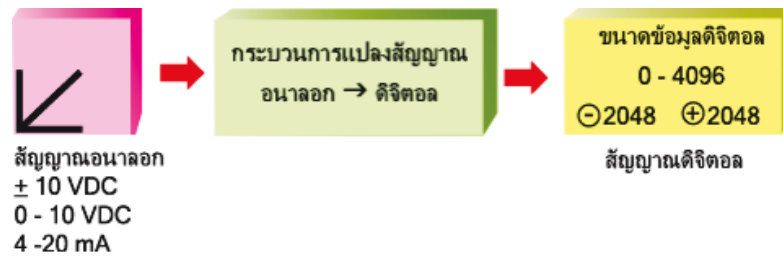 กระบวนการแปลงสัญญาณ
อนาลอก → ดิจิตอล
ขนาดข้อมูลดิจิตอล
0 - 4096
⊖2048 ⊕2048
สัญญาณอนาลอก
± 10 VDC
0 - 10 VDC
4 -20 mA
สัญญาณดิจิตอล